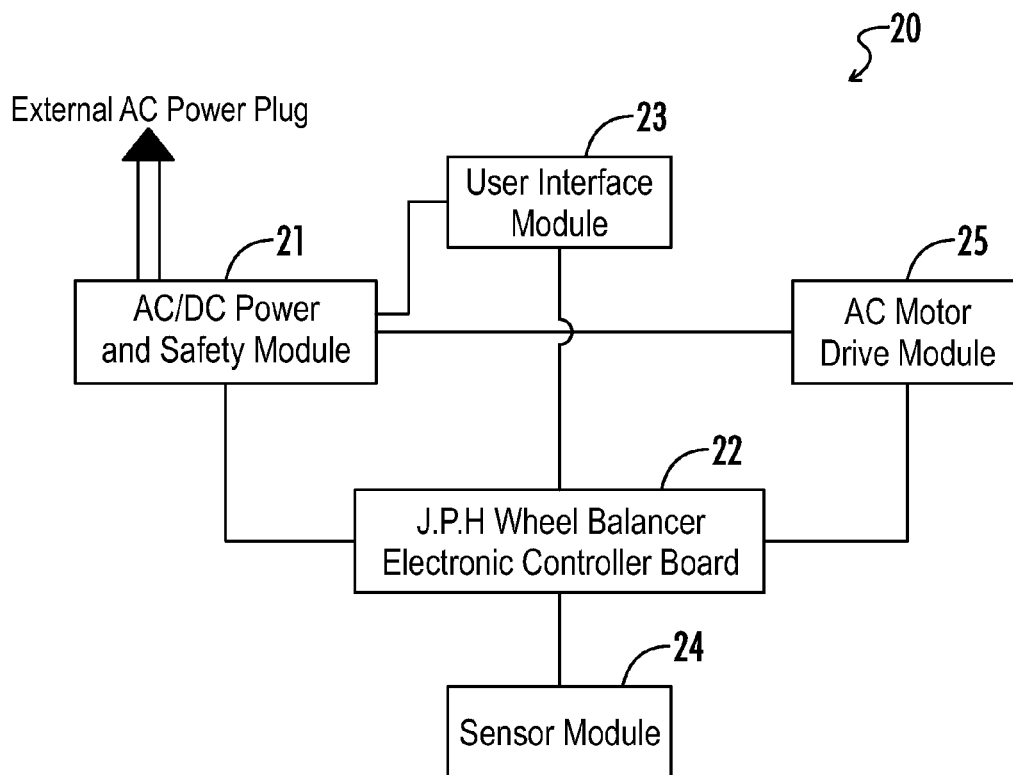 20
External AC Power Plug
23
User Interface
Module
21
AC/DC Power
and Safety Module
25
AC Motor
Drive Module
22
J.P.H Wheel Balancer
Electronic Controller Board
24
Sensor Module